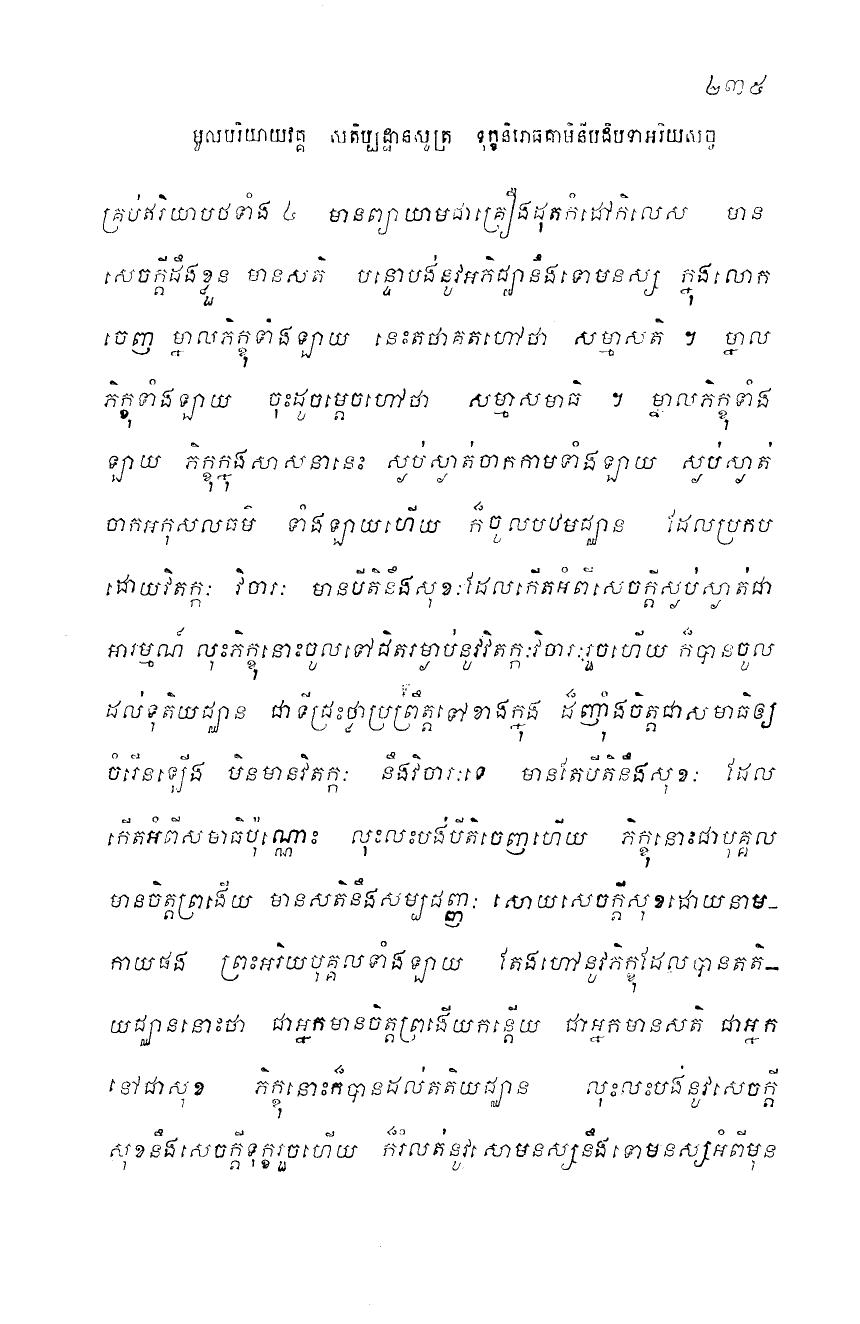 ២៣៥
មូលបរិយាយវគ្គ សតិប្បដ្ឋានសូត្រ ទុក្ខនិរោធគាមិនីបដិបទាអរិយសច្ច
គ្រប់ឥរិយាបថទាំង ៤ មានព្យាយាមជាគ្រឿងដុតកំដៅកិលេស មាន
សេចក្ដីដឹងខ្លួន មានសតិ បន្ទោបង់នូវអភិជ្ឈានឹងទោមនស្ស ក្នុងលោក
ចេញ ម្នាលភិក្ខុទាំងឡាយ នេះតថាគតហៅថា សម្មាសតិ ។ ម្នាល
ភិក្ខុទាំងឡាយ ចុះដូចម្ដេចហៅថា សម្មាសមាធិ ។ ម្នាលភិក្ខុទាំង
ឡាយ ភិក្ខុក្នុងសាសនានេះ ស្ងប់ស្ងាត់ចាកកាមទាំងឡាយ ស្ងប់ស្ងាត់
ចាកអកុសលធម៌ ទាំងឡាយហើយ ក៏ចូលបឋមជ្ឈាន ដែលប្រកប
ដោយវិតក្កៈ វិចារៈ មានបីតិនឹងសុខៈដែលកើតអំពីសេចក្ដីស្ងប់ស្ងាត់ជា
អារម្មណ៍ លុះភិក្ខុនោះចូលទៅជិតរម្ងាប់នូវវិតក្កៈវិចារៈរួចហើយ ក៏បានចូល
ដល់ទុតិយជ្ឈាន ជាទីជ្រះថ្លាប្រព្រឹត្តទៅខាងក្នុង ដ៏ញ៉ាំងចិត្តជាសមាធិឲ្យ
ចំរើនឡើង មិនមានវិតក្កៈ នឹងវិចារៈទេ មានតែបីតិនឹងសុខៈ ដែល
កើតអំពីសមាធិប៉ុណ្ណោះ លុះលះបង់បីតិចេញហើយ ភិក្ខុនោះជាបុគ្គល
មានចិត្តព្រងើយ មានសតិនឹងសម្បជញ្ញៈ សោយសេចក្ដីសុខដោយនាម-
កាយផង ព្រះអរិយបុគ្គលទាំងឡាយ តែងហៅនូវភិក្ខុដែលបានតតិ-
យជ្ឈាននោះថា ជាអ្នកមានចិត្តព្រងើយកន្តើយ ជាអ្នកមានសតិ ជាអ្នក
នៅជាសុខ ភិក្ខុនោះក៏បានដល់តតិយជ្ឈាន លុះលះបង់នូវសេចក្ដី
សុខនឹងសេចក្ដីទុក្ខរួចហើយ ក៏រំលត់នូវសោមនស្សនឹងទោមនស្សអំពីមុន